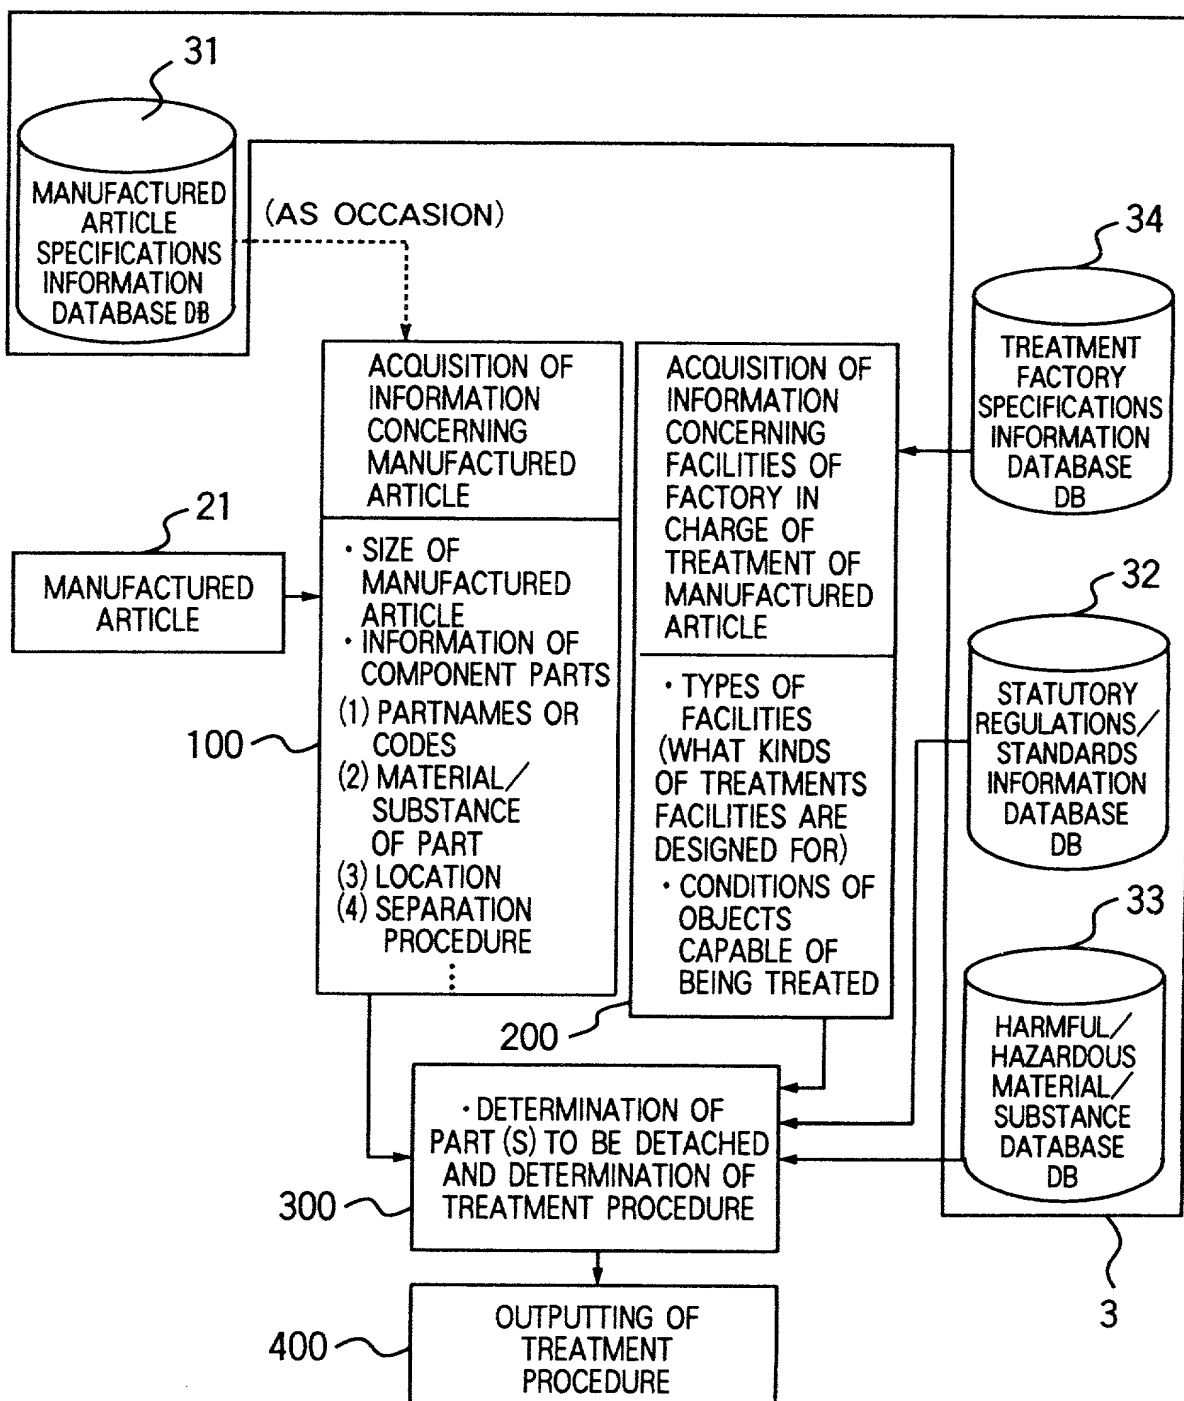 31
MANUFACTURED
ARTICLE
SPECIFICATIONS
INFORMATION
DATABASE DB
(AS OCCASION)
34
TREATMENT
FACTORY
SPECIFICATIONS
INFORMATION
DATABASE
DB
ACQUISITION OF
INFORMATION
CONCERNING
MANUFACTURED
ARTICLE
ACQUISITION OF
INFORMATION
CONCERNING
FACILITIES OF
FACTORY IN
CHARGE OF
TREATMENT OF
MANUFACTURED
ARTICLE
21
MANUFACTURED
ARTICLE
・SIZE OF
MANUFACTURED
ARTICLE
・INFORMATION OF
COMPONENT PARTS
(1) PARTNAMES OR
CODES
(2) MATERIAL/
SUBSTANCE
OF PART
(3) LOCATION
(4) SEPARATION
PROCEDURE
⋮
100
・TYPES OF
FACILITIES
(WHAT KINDS
OF TREATMENTS
FACILITIES ARE
DESIGNED FOR)
・CONDITIONS OF
OBJECTS
CAPABLE OF
BEING TREATED
200
32
STATUTORY
REGULATIONS/
STANDARDS
INFORMATION
DATABASE
DB
33
HARMFUL/
HAZARDOUS
MATERIAL/
SUBSTANCE
DATABASE
DB
・DETERMINATION OF
PART(S) TO BE DETACHED
AND DETERMINATION OF
TREATMENT PROCEDURE
300
3
OUTPUTTING OF
TREATMENT
PROCEDURE
400